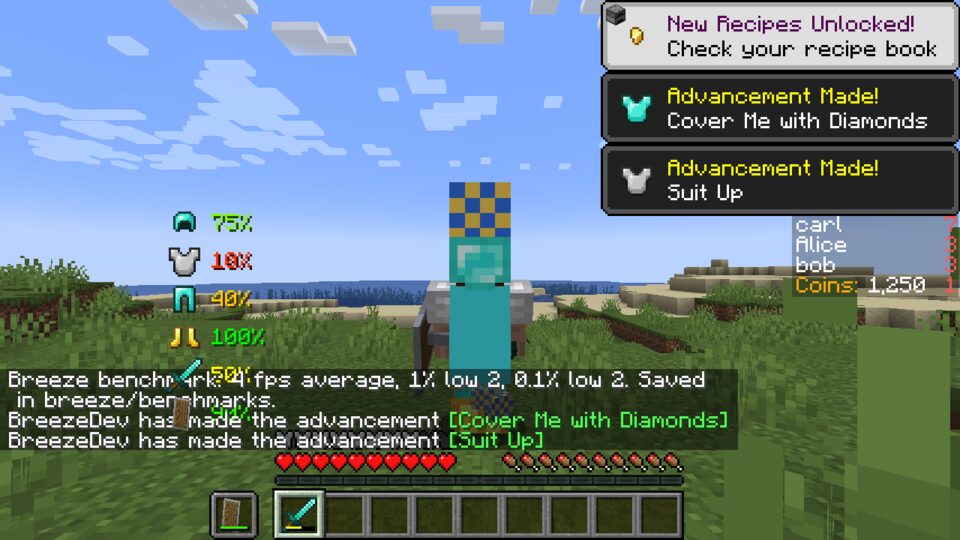 New Recipes Unlocked!
Check your recipe book
Advancement Made!
Cover Me with Diamonds
Advancement Made!
Suit Up
carl
Alice
bob
Coins: 1,250
75%
10%
40%
100%
50%
Breeze benchmark: 4 fps average, 1% low 2, 0.1% low 2. Saved
in breeze/benchmarks.
BreezeDev has made the advancement [Cover Me with Diamonds]
BreezeDev has made the advancement [Suit Up]